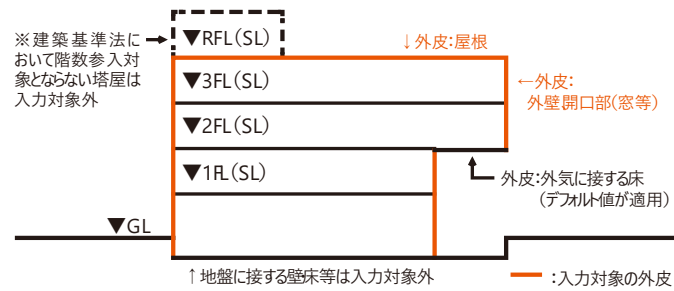 ※建築基準法に
おいて階数参入対
象とならない塔屋は
入力対象外
▼RFL(SL)
↓外皮:屋根
▼3FL(SL)
←外皮:
外壁、開口部(窓等)
▼2FL(SL)
▼1FL(SL)
外皮:外気に接する床
(デフォルト値が適用)
▼GL
↑地盤に接する壁床等は入力対象外
:入力対象の外皮